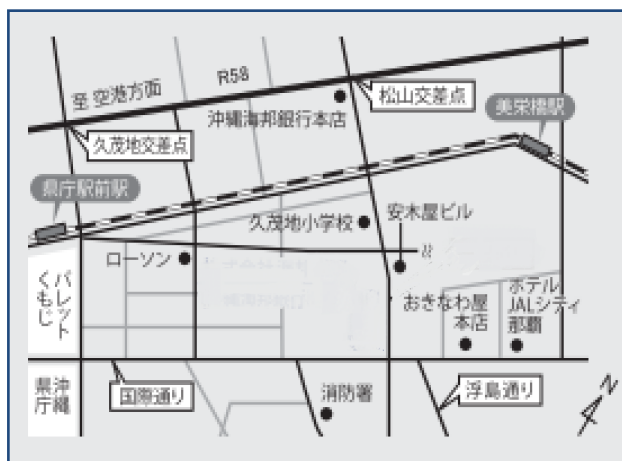 至 空港方面
R58
松山交差点
美栄橋駅
沖縄海邦銀行本店
久茂地交差点
県庁駅前駅
久茂地小学校
安木屋ビル
ローソン
パレット
くもじ
おきなわ屋
本店
ホテル
JALシティ
那覇
沖縄
県庁
国際通り
消防署
浮島通り
N